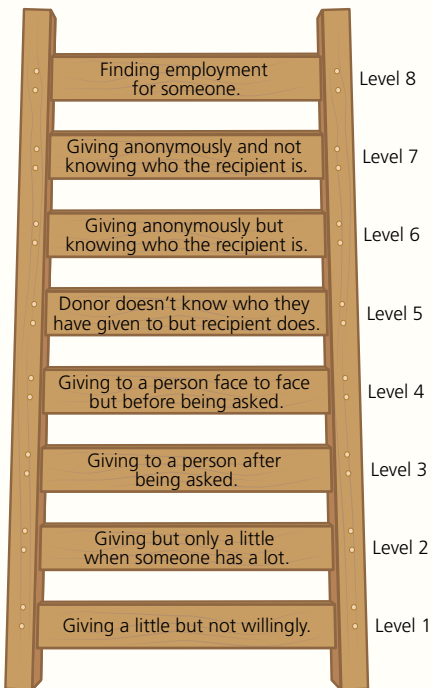 Finding employment
for someone.
Level 8
Giving anonymously and not
knowing who the recipient is.
Level 7
Giving anonymously but
knowing who the recipient is.
Level 6
Donor doesn’t know who they
have given to but recipient does.
Level 5
Giving to a person face to face
but before being asked.
Level 4
Giving to a person after
being asked.
Level 3
Giving but only a little
when someone has a lot.
Level 2
Giving a little but not willingly.
Level 1